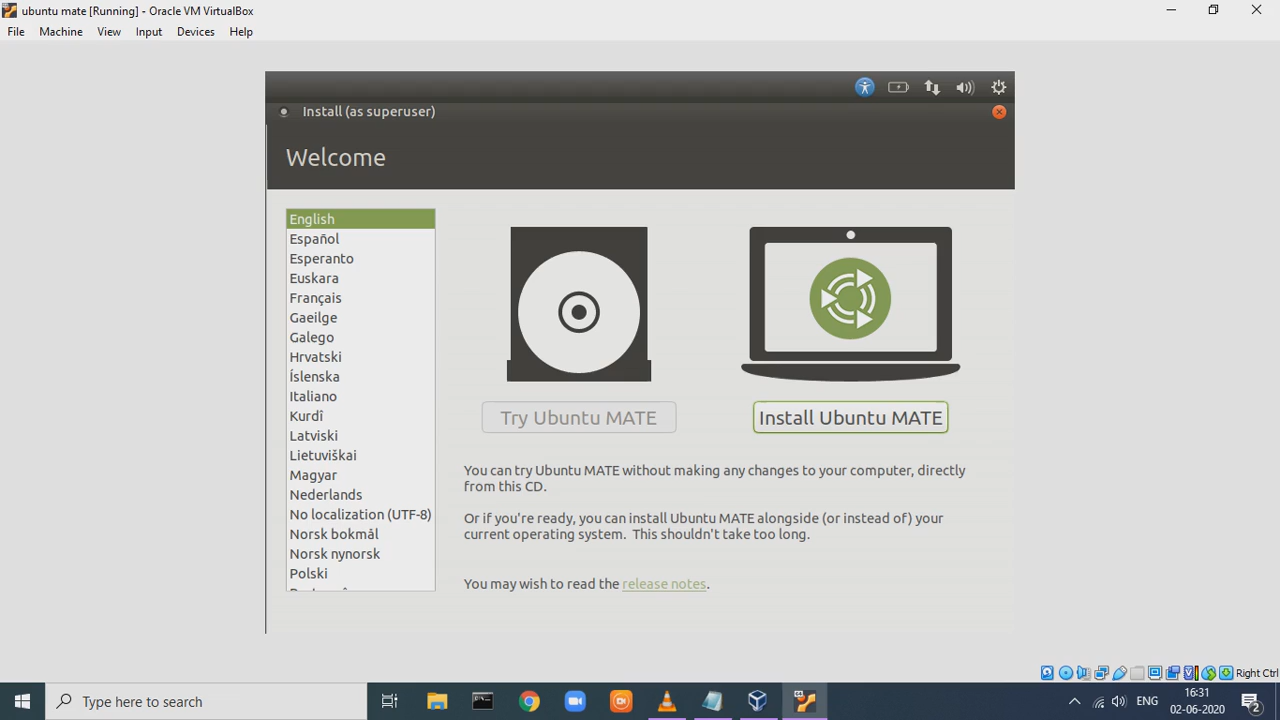 ubuntu mate [Running] - Oracle VM VirtualBox
File Machine View Input Devices Help
Install (as superuser)
Welcome
English
Español
Esperanto
Euskara
Français
Gaeilge
Galego
Hrvatski
Íslenska
Italiano
Kurdî
Latviski
Lietuviškai
Magyar
Nederlands
No localization (UTF-8)
Norsk bokmål
Norsk nynorsk
Polski
Try Ubuntu MATE
Install Ubuntu MATE
You can try Ubuntu MATE without making any changes to your computer, directly
from this CD.
Or if you're ready, you can install Ubuntu MATE alongside (or instead of) your
current operating system. This shouldn't take too long.
You may wish to read the release notes.
Right Ctrl
Type here to search
ENG
16:31
02-06-2020
2